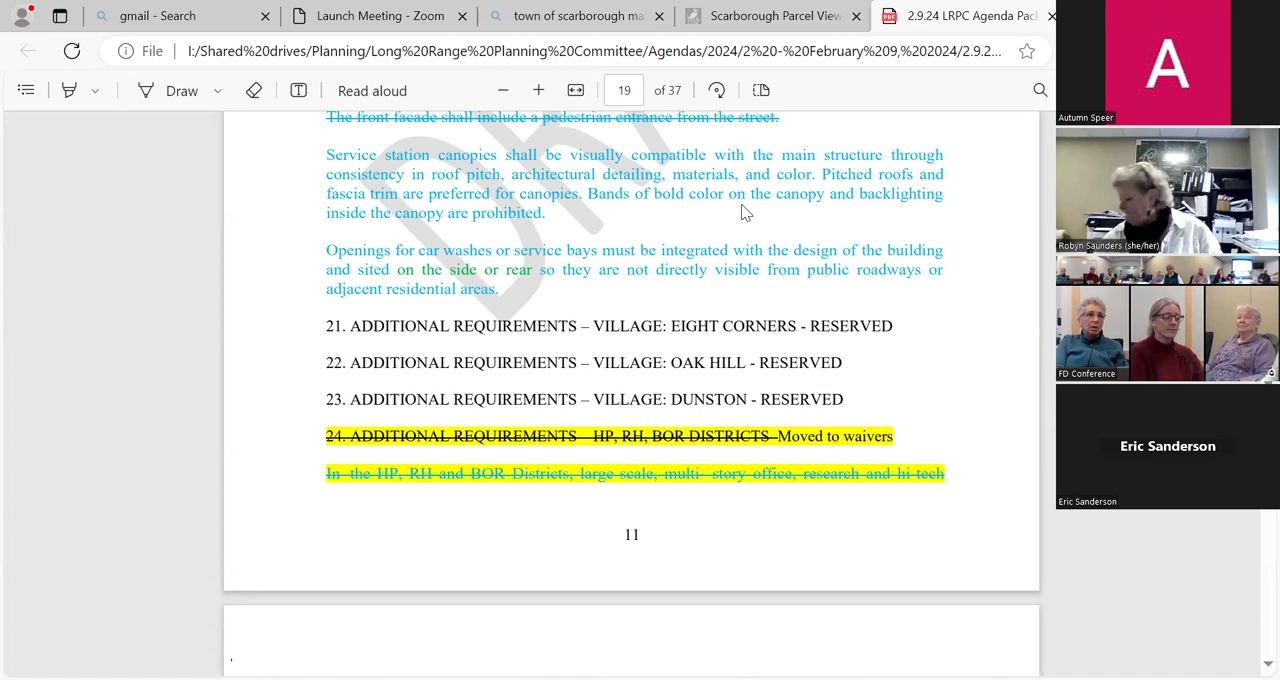 gmail - Search
Launch Meeting - Zoom
town of scarborough ma
Scarborough Parcel View
2.9.24 LRPC Agenda Pac
File
I:/Shared%20drives/Planning/Long%20Range%20Planning%20Committee/Agendas/2024/2%20-%20February%209,%202024/2.9.2...
Draw
Read aloud
19
of 37
The front facade shall include a pedestrian entrance from the street.
Service station canopies shall be visually compatible with the main structure through
consistency in roof pitch, architectural detailing, materials, and color. Pitched roofs and
fascia trim are preferred for canopies. Bands of bold color on the canopy and backlighting
inside the canopy are prohibited.
Openings for car washes or service bays must be integrated with the design of the building
and sited on the side or rear so they are not directly visible from public roadways or
adjacent residential areas.
21. ADDITIONAL REQUIREMENTS – VILLAGE: EIGHT CORNERS - RESERVED
22. ADDITIONAL REQUIREMENTS – VILLAGE: OAK HILL - RESERVED
23. ADDITIONAL REQUIREMENTS – VILLAGE: DUNSTON - RESERVED
24. ADDITIONAL REQUIREMENTS – HP, RH, BOR DISTRICTS Moved to waivers
In the HP, RH and BOR Districts, large scale, multi- story office, research and hi-tech
11
A
Autumn Speer
Robyn Saunders (she/her)
FD Conference
Eric Sanderson
Eric Sanderson